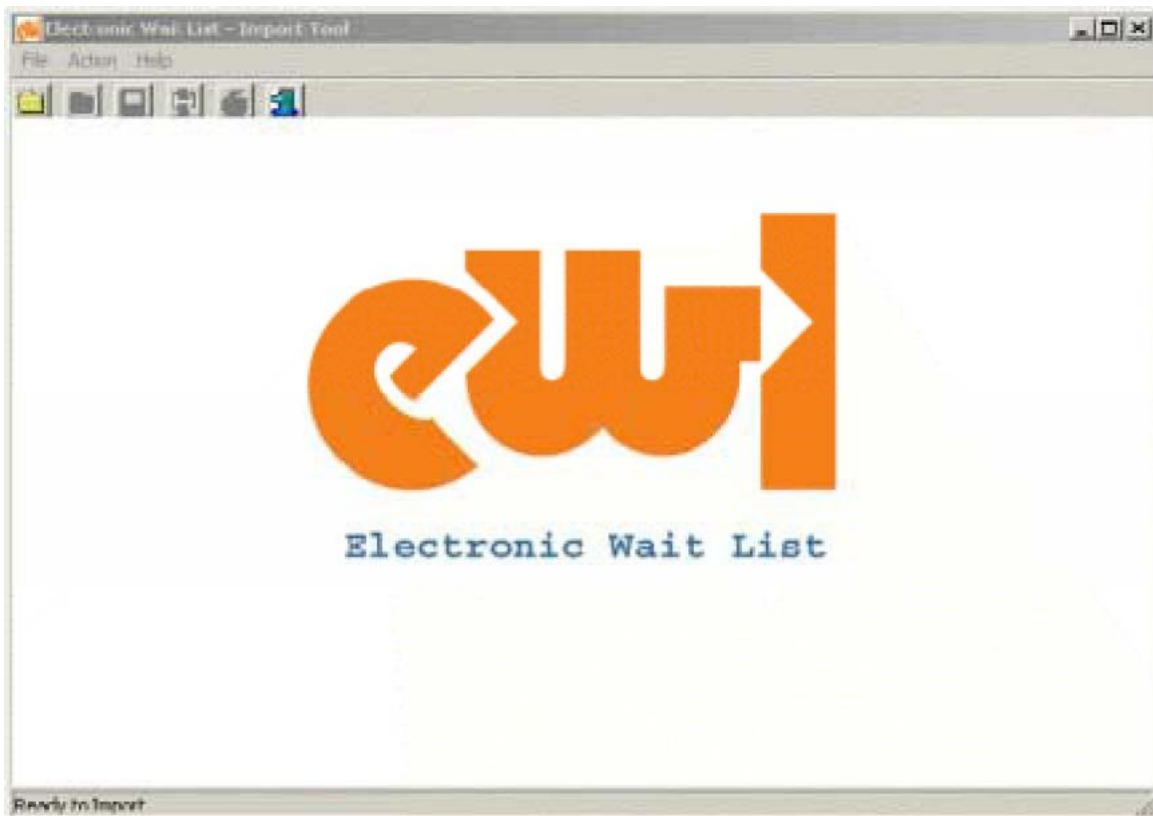 Electronic Wait List - Import Tool
File Action Help
ewl
Electronic Wait List
Ready to Import